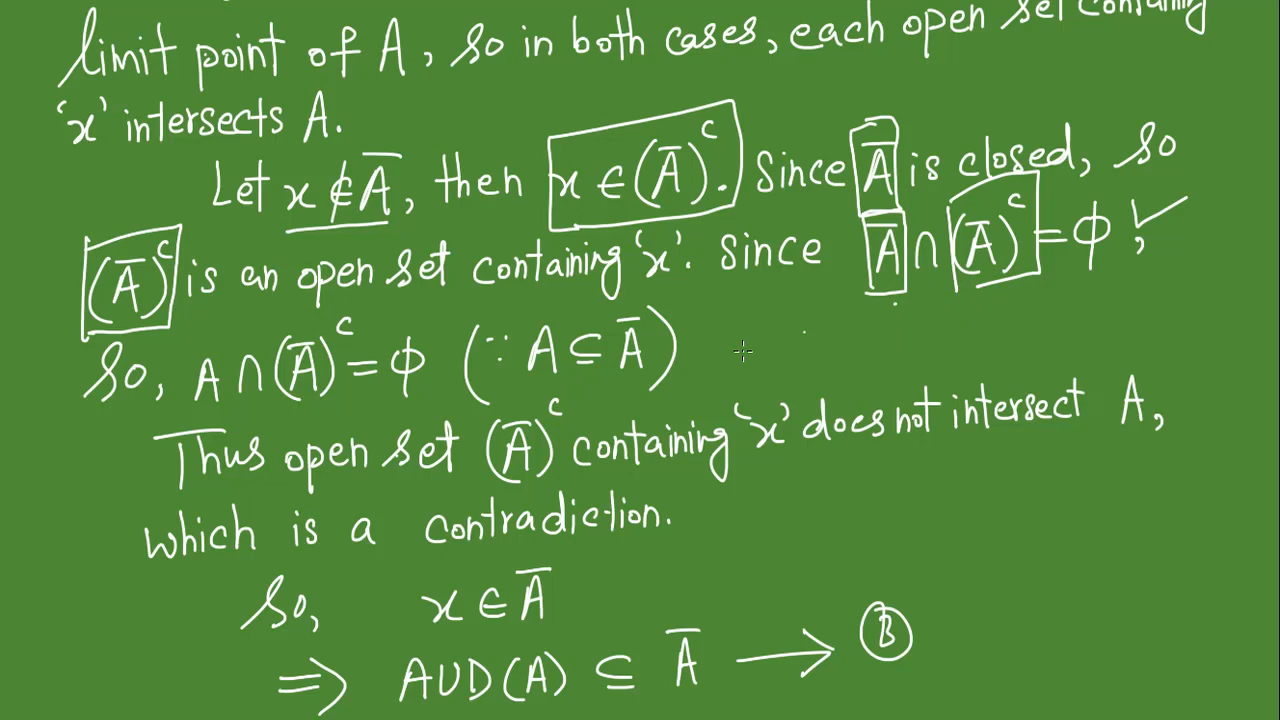 limit point of A, so in both cases, each open set containing
'x' intersects A.
Let x ∉ A̅, then x ∈ (A̅)ᶜ. Since A̅ is closed, so
(A̅)ᶜ is an open set containing 'x'. Since A̅ ∩ (A̅)ᶜ = ϕ ;
So, A ∩ (A̅)ᶜ = ϕ (∵ A ⊆ A̅)
Thus open set (A̅)ᶜ containing 'x' does not intersect A,
which is a contradiction.
So, x ∈ A̅
⇒ A∪D(A) ⊆ A̅ → Ⓑ